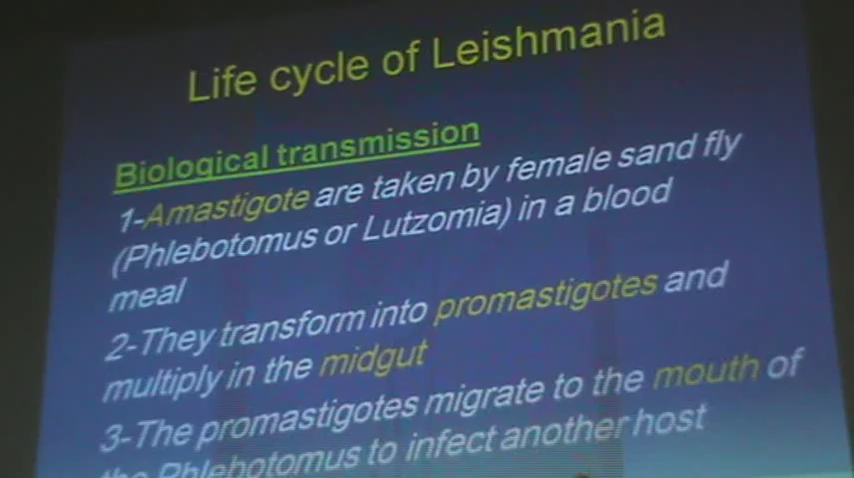 Life cycle of Leishmania
Biological transmission
1-Amastigote are taken by female sand fly
(Phlebotomus or Lutzomia) in a blood
meal
2-They transform into promastigotes and
multiply in the midgut
3-The promastigotes migrate to the mouth of
the Phlebotomus to infect another host